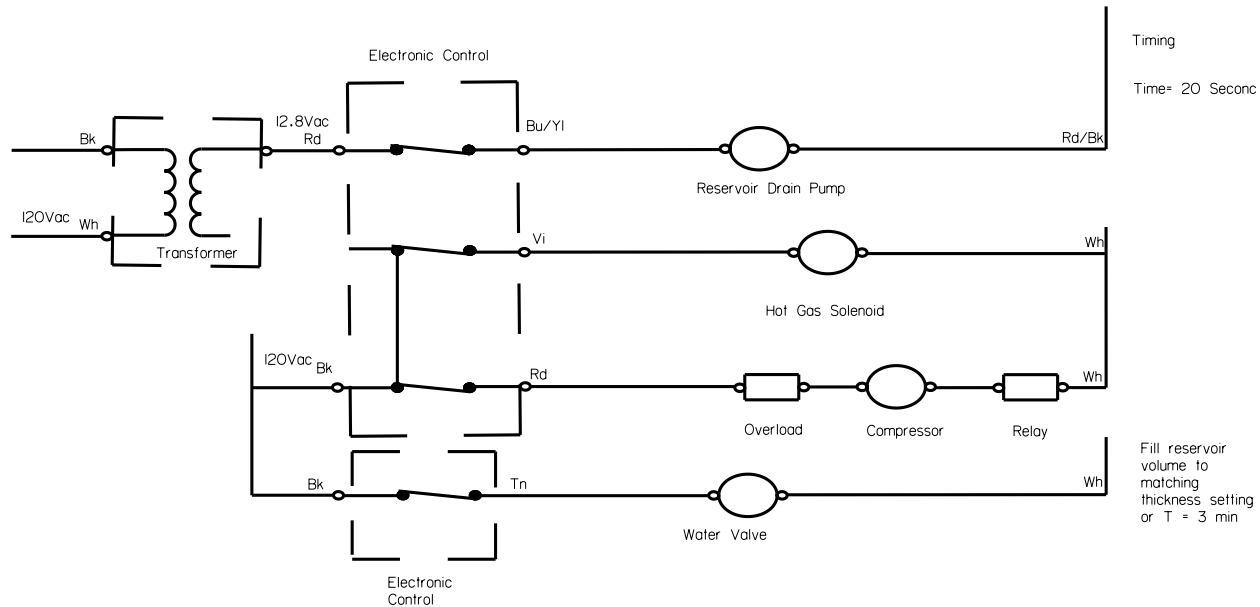 Electronic Control
Timing
Time= 20 Seconc
12.8Vac
Bk
Rd
Bu/Yl
Rd/Bk
Reservoir Drain Pump
120Vac
Wh
Transformer
Vi
Wh
Hot Gas Solenoid
120Vac
Bk
Rd
Wh
Overload
Compressor
Relay
Fill reservoir
volume to
matching
thickness setting
or T = 3 min
Bk
Tn
Wh
Water Valve
Electronic
Control